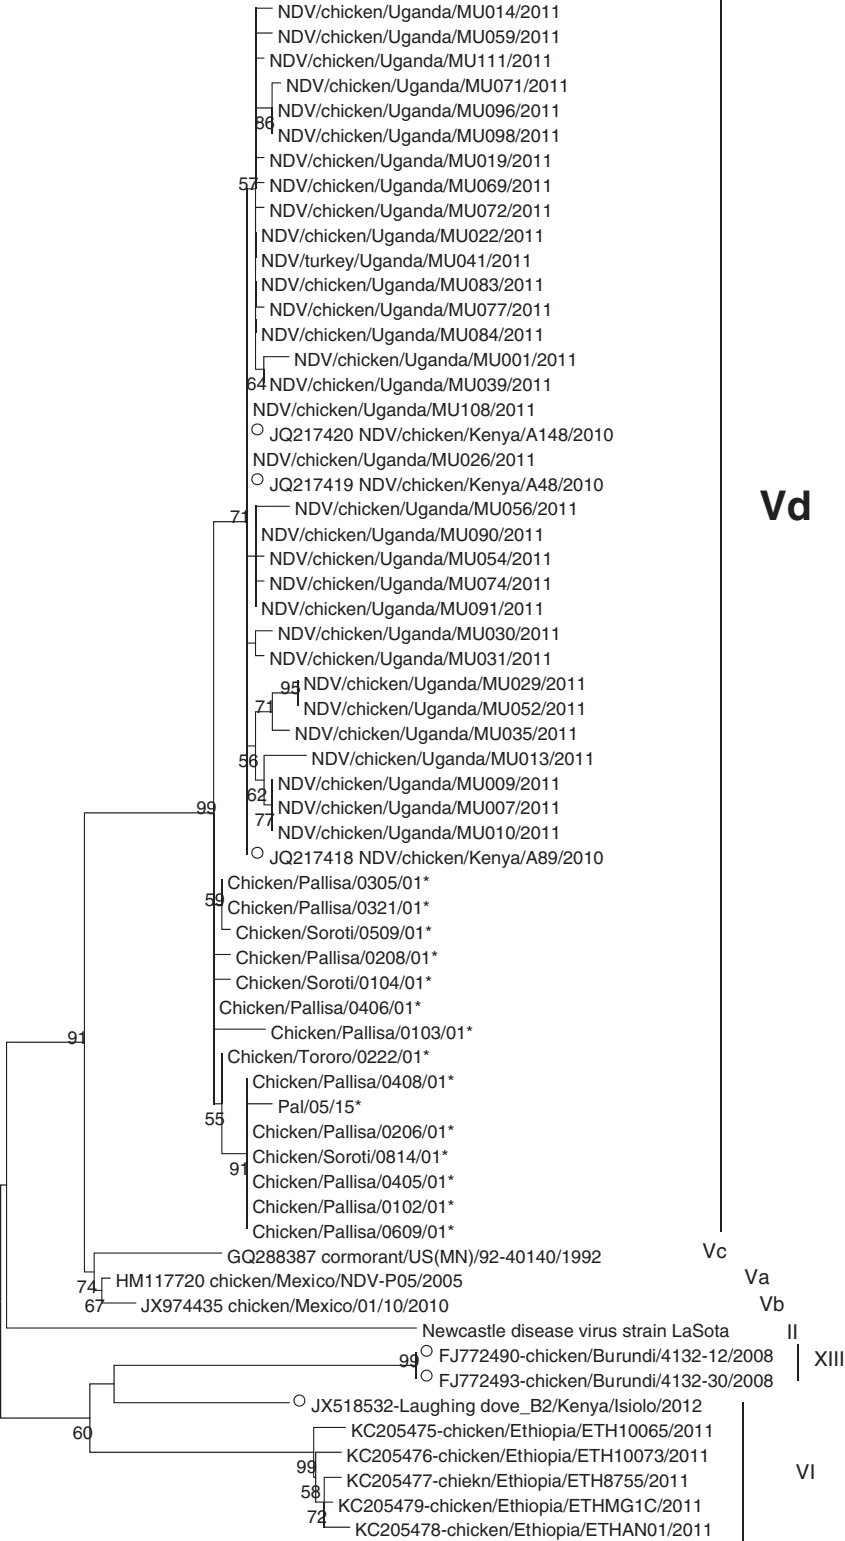 NDV/chicken/Uganda/MU014/2011
NDV/chicken/Uganda/MU059/2011
NDV/chicken/Uganda/MU111/2011
NDV/chicken/Uganda/MU071/2011
NDV/chicken/Uganda/MU096/2011
86
NDV/chicken/Uganda/MU098/2011
NDV/chicken/Uganda/MU019/2011
57
NDV/chicken/Uganda/MU069/2011
NDV/chicken/Uganda/MU072/2011
NDV/chicken/Uganda/MU022/2011
NDV/turkey/Uganda/MU041/2011
NDV/chicken/Uganda/MU083/2011
NDV/chicken/Uganda/MU077/2011
NDV/chicken/Uganda/MU084/2011
NDV/chicken/Uganda/MU001/2011
64
NDV/chicken/Uganda/MU039/2011
NDV/chicken/Uganda/MU108/2011
JQ217420 NDV/chicken/Kenya/A148/2010
NDV/chicken/Uganda/MU026/2011
JQ217419 NDV/chicken/Kenya/A48/2010
Vd
NDV/chicken/Uganda/MU056/2011
71
NDV/chicken/Uganda/MU090/2011
NDV/chicken/Uganda/MU054/2011
NDV/chicken/Uganda/MU074/2011
NDV/chicken/Uganda/MU091/2011
NDV/chicken/Uganda/MU030/2011
NDV/chicken/Uganda/MU031/2011
95
NDV/chicken/Uganda/MU029/2011
71
NDV/chicken/Uganda/MU052/2011
NDV/chicken/Uganda/MU035/2011
56
NDV/chicken/Uganda/MU013/2011
NDV/chicken/Uganda/MU009/2011
62
99
NDV/chicken/Uganda/MU007/2011
77
NDV/chicken/Uganda/MU010/2011
JQ217418 NDV/chicken/Kenya/A89/2010
Chicken/Pallisa/0305/01*
59
Chicken/Pallisa/0321/01*
Chicken/Soroti/0509/01*
Chicken/Pallisa/0208/01*
Chicken/Soroti/0104/01*
Chicken/Pallisa/0406/01*
91
Chicken/Pallisa/0103/01*
Chicken/Tororo/0222/01*
Chicken/Pallisa/0408/01*
Pal/05/15*
55
Chicken/Pallisa/0206/01*
Chicken/Soroti/0814/01*
91
Chicken/Pallisa/0405/01*
Chicken/Pallisa/0102/01*
Chicken/Pallisa/0609/01*
GQ288387 cormorant/US(MN)/92-40140/1992
Vc
74
HM117720 chicken/Mexico/NDV-P05/2005
Va
67
JX974435 chicken/Mexico/01/10/2010
Vb
Newcastle disease virus strain LaSota
II
99
FJ772490-chicken/Burundi/4132-12/2008
XIII
FJ772493-chicken/Burundi/4132-30/2008
JX518532-Laughing dove_B2/Kenya/Isiolo/2012
60
KC205475-chicken/Ethiopia/ETH10065/2011
KC205476-chicken/Ethiopia/ETH10073/2011
99
VI
KC205477-chiekn/Ethiopia/ETH8755/2011
58
KC205479-chicken/Ethiopia/ETHMG1C/2011
72
KC205478-chicken/Ethiopia/ETHAN01/2011